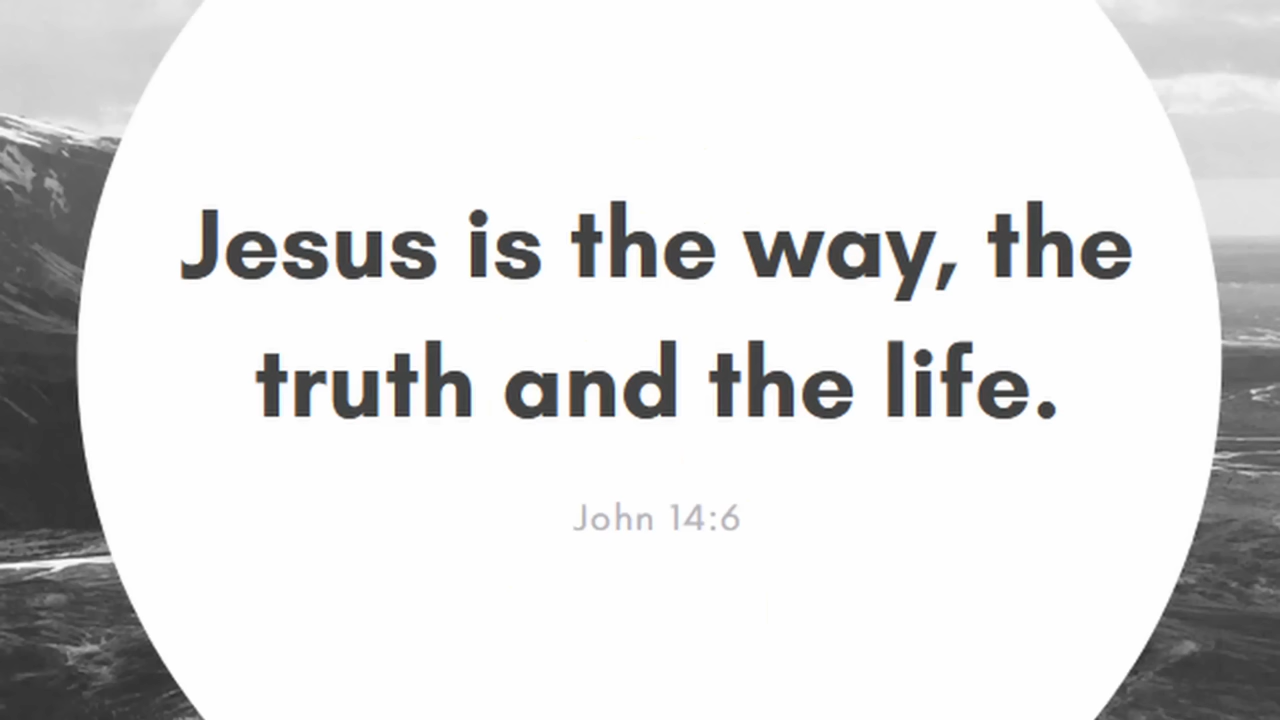 Jesus is the way, the
truth and the life.
John 14:6